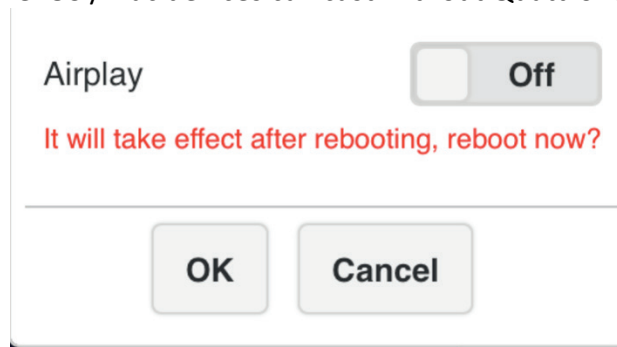 Airplay
Off
It will take effect after rebooting, reboot now?
OK
Cancel